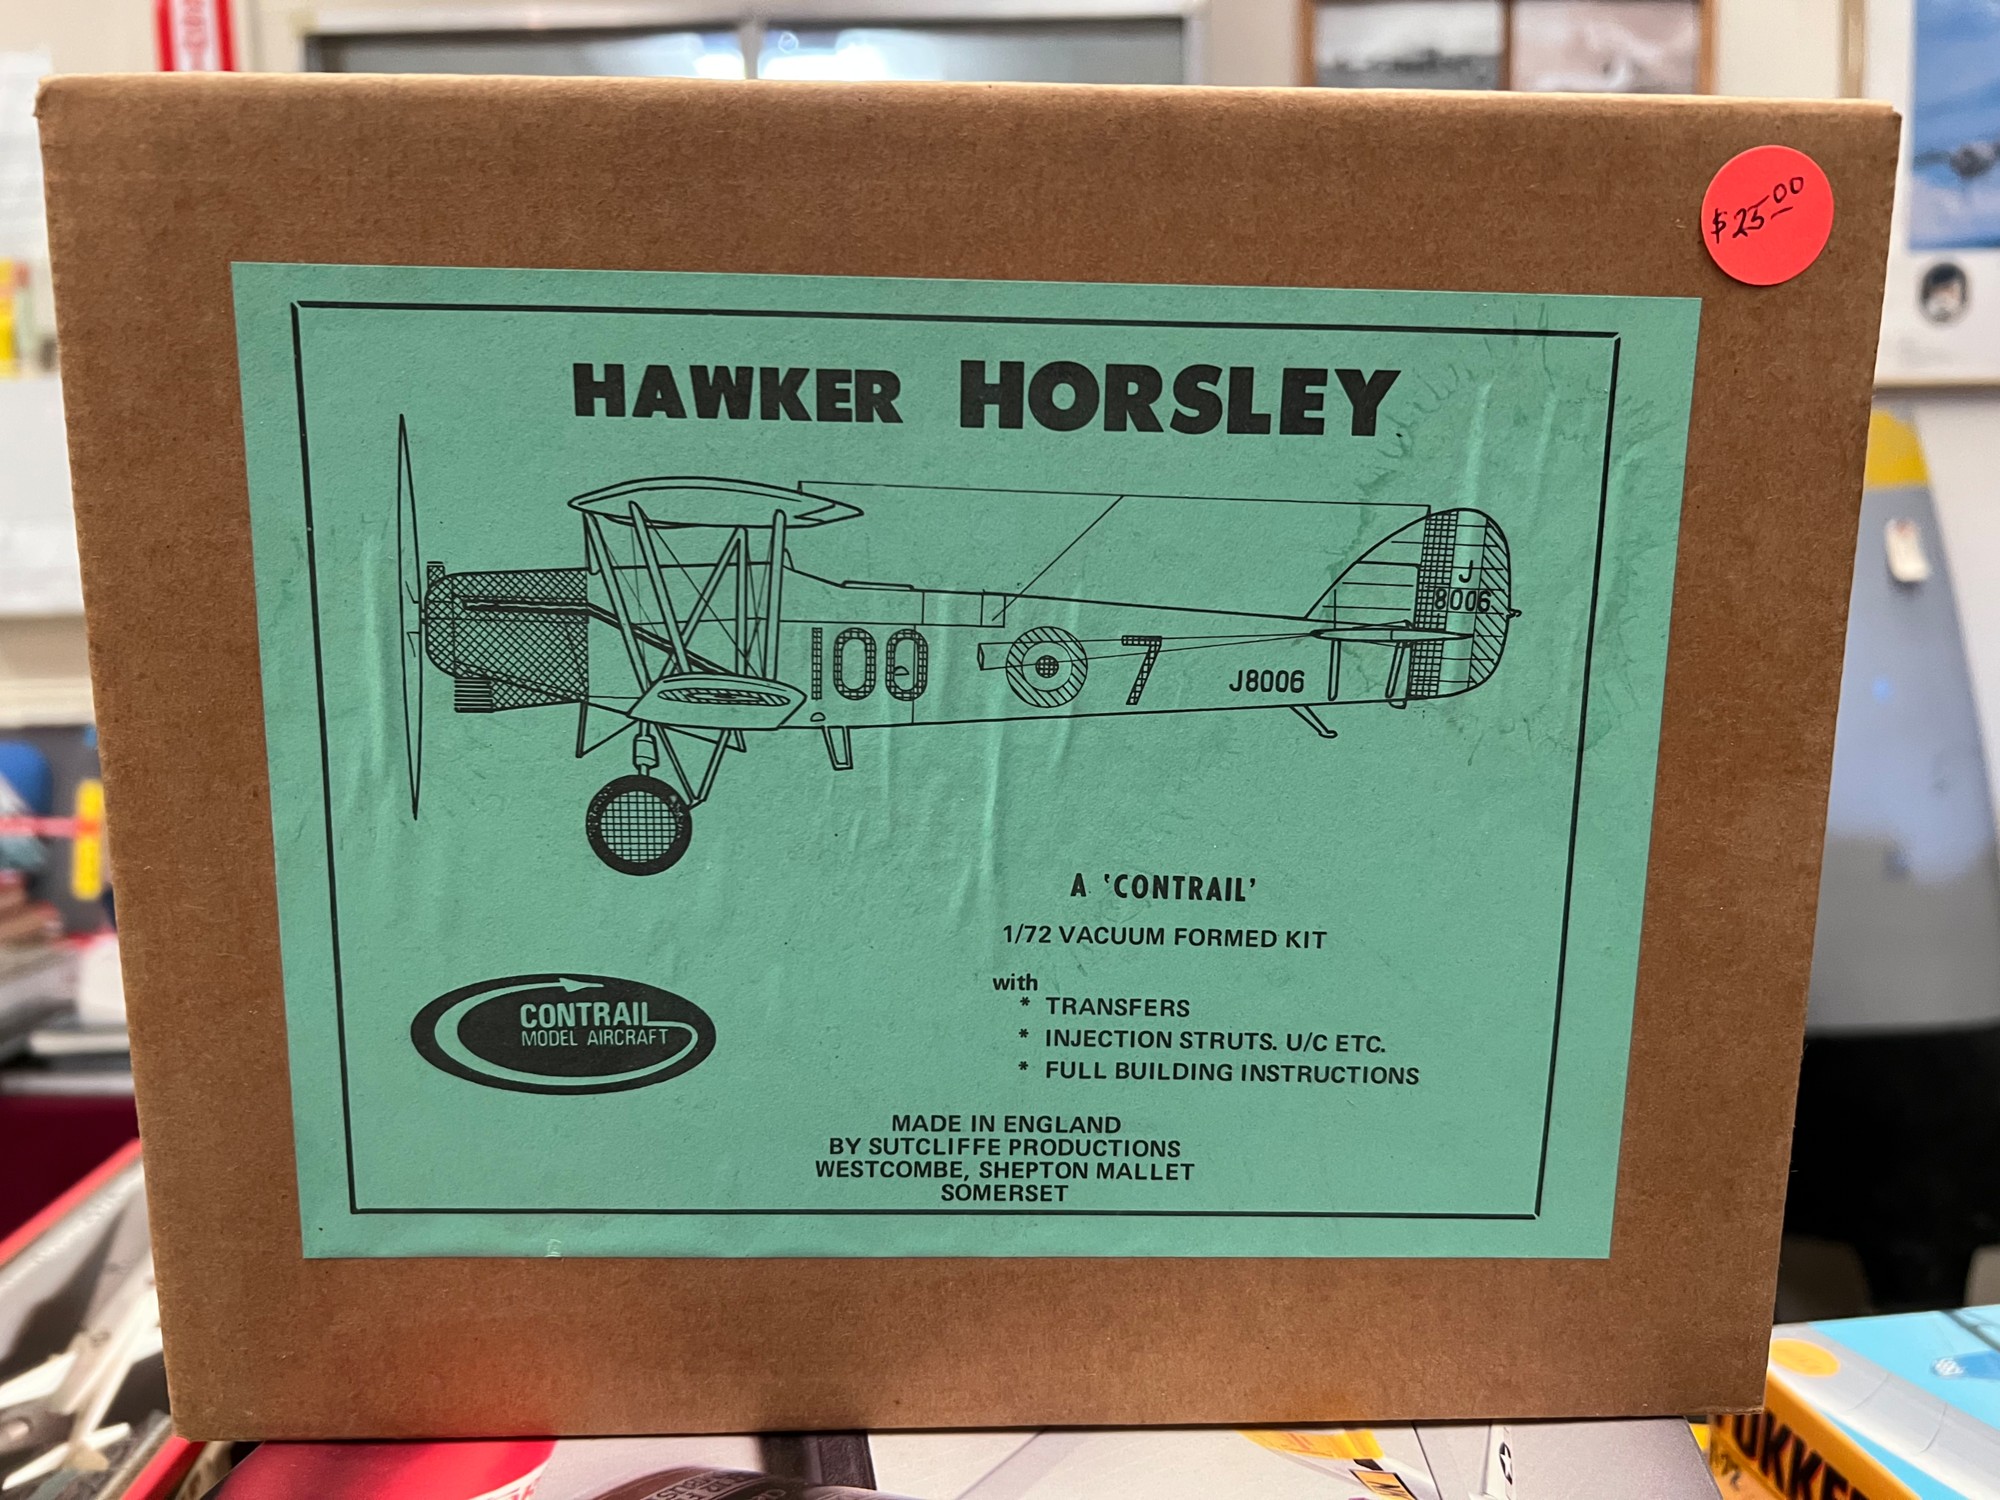 $25.00
HAWKER HORSLEY
J
8006
100
7
J8006
A 'CONTRAIL'
1/72 VACUUM FORMED KIT
with
* TRANSFERS
* INJECTION STRUTS. U/C ETC.
* FULL BUILDING INSTRUCTIONS
CONTRAIL
MODEL AIRCRAFT
MADE IN ENGLAND
BY SUTCLIFFE PRODUCTIONS
WESTCOMBE, SHEPTON MALLET
SOMERSET